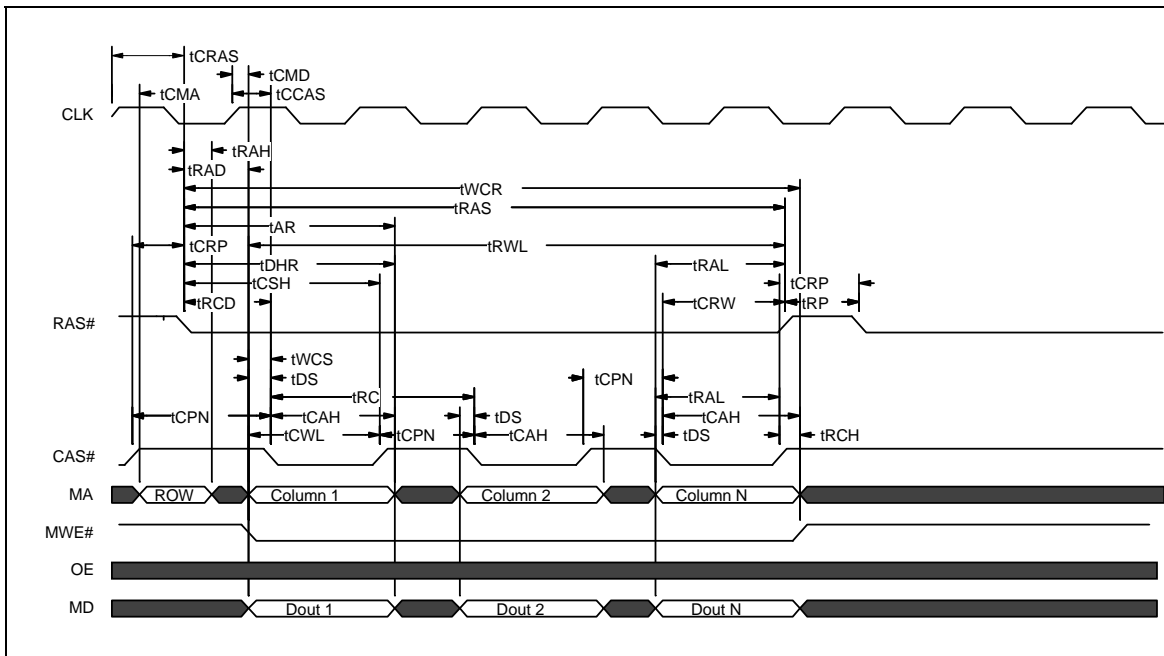 tCRAS
tCMD
tCMA
tCCAS
CLK
tRAH
tRAD
tWCR
tRAS
tAR
tCRP
tRWL
tDHR
tRAL
tCSH
tCRP
tRCD
tCRW
tRP
RAS#
tWCS
tDS
tCPN
tRC
tRAL
tCPN
tCAH
tDS
tCAH
tCWL
tCPN
tCAH
tDS
tRCH
CAS#
MA
ROW
Column 1
Column 2
Column N
MWE#
OE
MD
Dout 1
Dout 2
Dout N